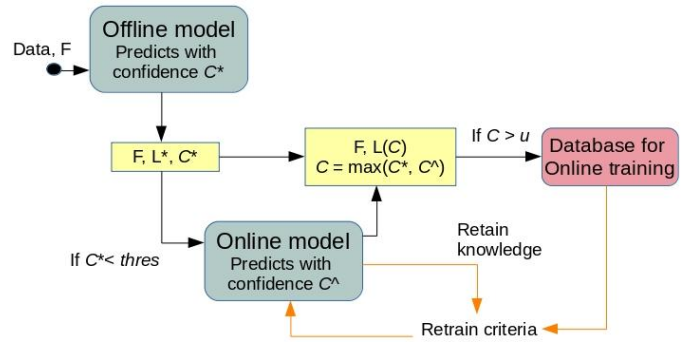 Offline model
Predicts with
confidence C*
Data, F
F, L*, C*
F, L(C)
C = max(C*, C^)
If C > u
Database for
Online training
If C*< thres
Online model
Predicts with
confidence C^
Retain
knowledge
Retrain criteria